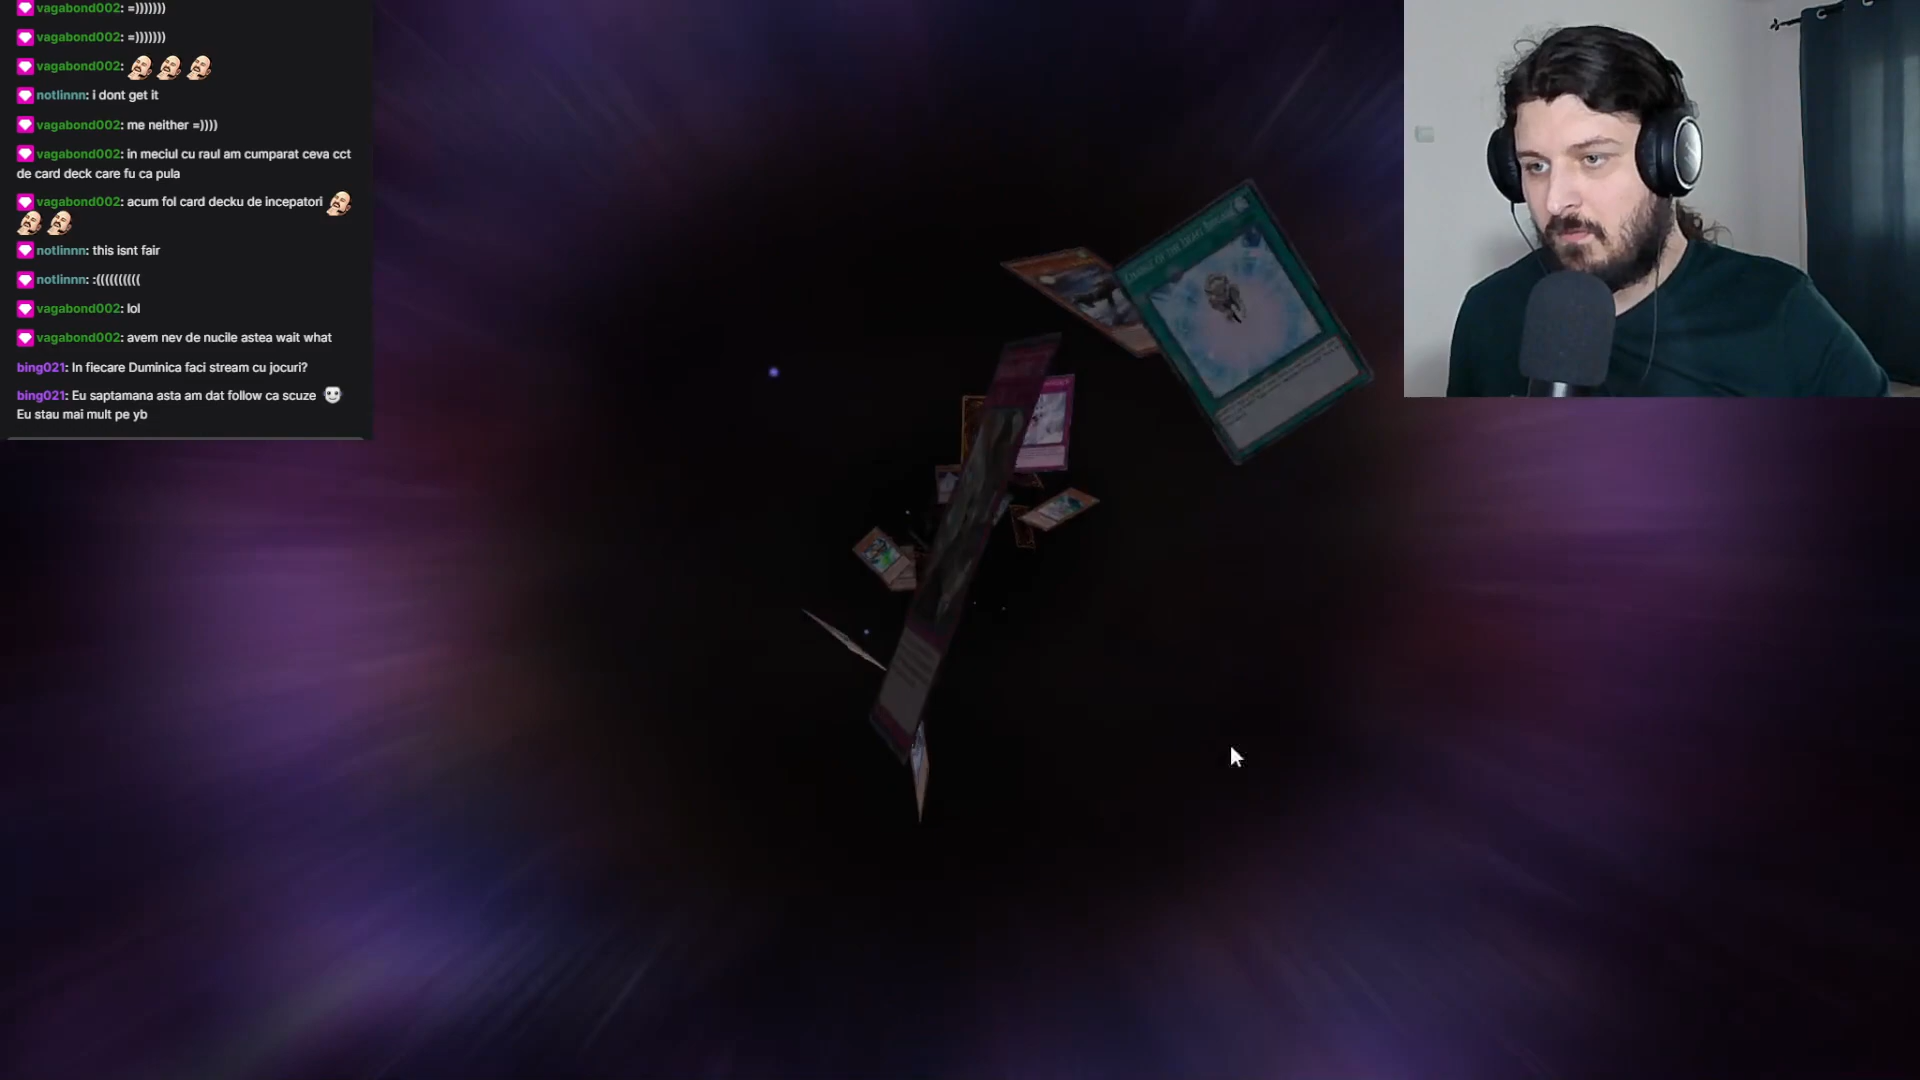 vagabond002: =)))))))
vagabond002: =)))))))
vagabond002:
notlinnn: i dont get it
vagabond002: me neither =))))
vagabond002: in meciul cu raul am cumparat ceva cct
de card deck care fu ca pula
vagabond002: acum fol card decku de incepatori
notlinnn: this isnt fair
notlinnn: :((((((((((
vagabond002: lol
vagabond002: avem nev de nucile astea wait what
bing021: In fiecare Duminica faci stream cu jocuri?
bing021: Eu saptamana asta am dat follow ca scuze
Eu stau mai mult pe yb